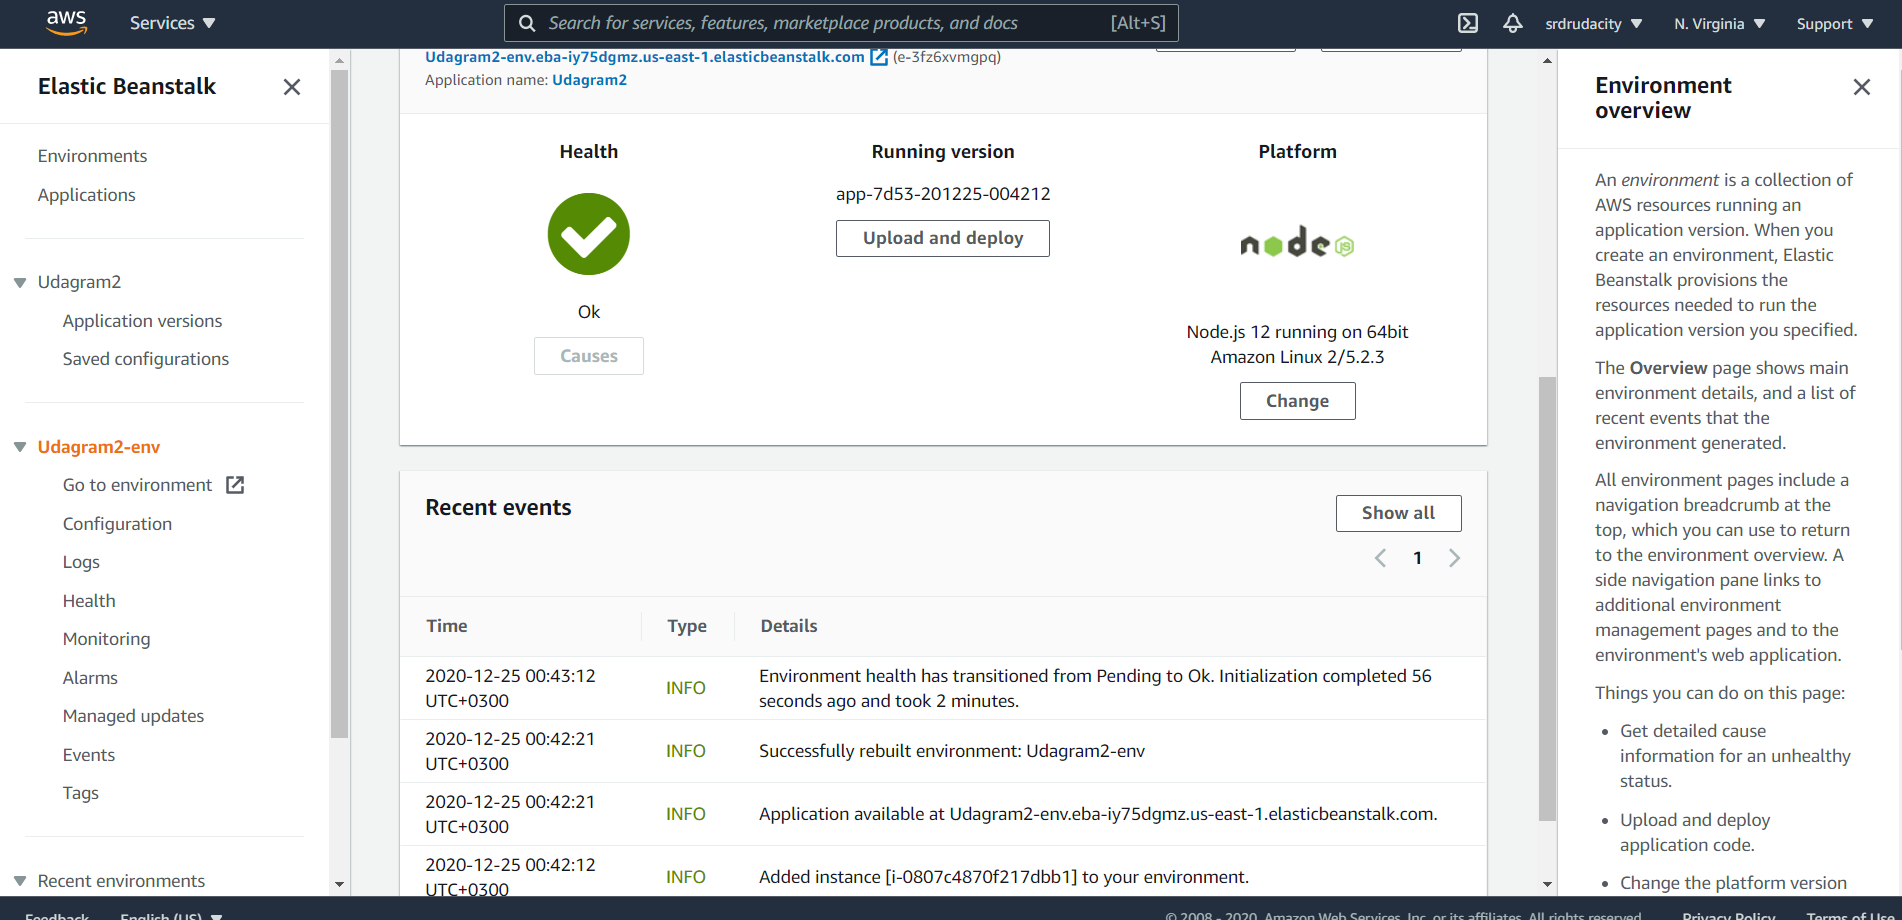 aws
Services
Search for services, features, marketplace products, and docs [Alt+S]
srdrudacity
N. Virginia
Support
Elastic Beanstalk
Environments
Applications
Udagram2
Application versions
Saved configurations
Udagram2-env
Go to environment
Configuration
Logs
Health
Monitoring
Alarms
Managed updates
Events
Tags
Recent environments
Udagram2-env.eba-iy75dgmz.us-east-1.elasticbeanstalk.com (e-3fz6xvmgpq)
Application name: Udagram2
Health
Ok
Causes
Running version
app-7d53-201225-004212
Upload and deploy
Platform
node JS
Node.js 12 running on 64bit
Amazon Linux 2/5.2.3
Change
Recent events
Show all
1
Time Type Details
2020-12-25 00:43:12
UTC+0300
INFO
Environment health has transitioned from Pending to Ok. Initialization completed 56
seconds ago and took 2 minutes.
2020-12-25 00:42:21
UTC+0300
INFO
Successfully rebuilt environment: Udagram2-env
2020-12-25 00:42:21
UTC+0300
INFO
Application available at Udagram2-env.eba-iy75dgmz.us-east-1.elasticbeanstalk.com.
2020-12-25 00:42:12
UTC+0300
INFO
Added instance [i-0807c4870f217dbb1] to your environment.
Environment
overview
An environment is a collection of
AWS resources running an
application version. When you
create an environment, Elastic
Beanstalk provisions the
resources needed to run the
application version you specified.
The Overview page shows main
environment details, and a list of
recent events that the
environment generated.
All environment pages include a
navigation breadcrumb at the
top, which you can use to return
to the environment overview. A
side navigation pane links to
additional environment
management pages and to the
environment's web application.
Things you can do on this page:
• Get detailed cause
information for an unhealthy
status.
• Upload and deploy
application code.
• Change the platform version
Feedback
English (US)
© 2008 - 2020, Amazon Web Services, Inc. or its affiliates. All rights reserved.
Privacy Policy
Terms of Use